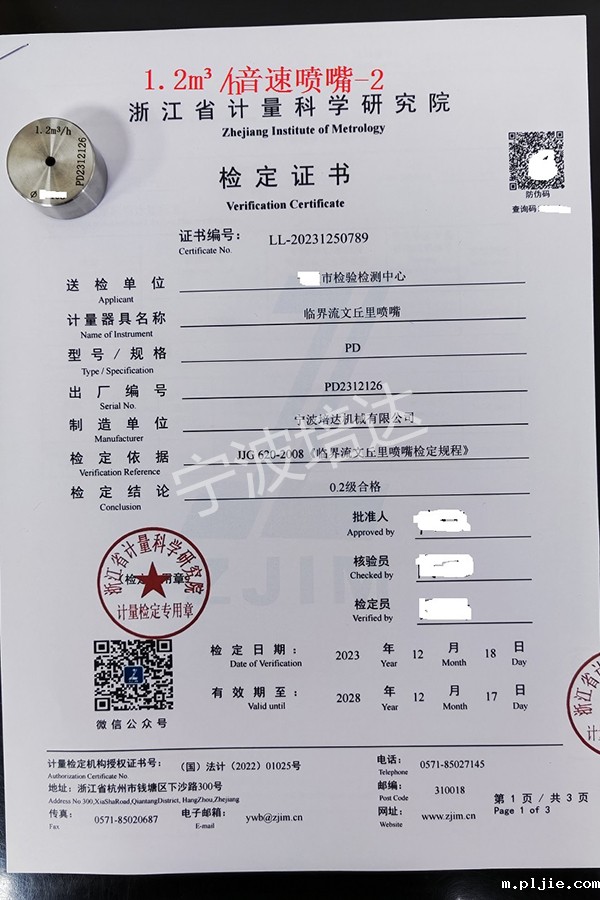 1.2m³/h音速喷嘴-2
浙江省计量科学研究院
Zhejiang Institute of Metrology
1.2m³/h
PD2312126
Ø
检定证书
Verification Certificate
防伪码
查询码:
证书编号: LL-20231250789
Certificate No.
送检单位 市检验检测中心
Applicant
计量器具名称 临界流文丘里喷嘴
Name of Instrument
型号/规格 PD
Type / Specification
出厂编号 PD2312126
Serial No.
制造单位 宁波培达机械有限公司
Manufacturer
检定依据 JJG 620-2008《临界流文丘里喷嘴检定规程》
Verification Reference
检定结论 0.2级合格
Conclusion
宁波培达
批准人
Approved by
核验员
Checked by
检定员
Verified by
浙江省计量科学研究院
计量检定专用章
ZJIM
检定日期: 2023 年 12 月 18 日
Date of Verification Year Month Day
有效期至: 2028 年 12 月 17 日
Valid until Year Month Day
微信公众号
计量检定机构授权证书号: (国)法计(2022)01025号 电话: 0571-85027145
Authorization Certificate No. Telephone
地址: 浙江省杭州市钱塘区下沙路300号 邮编: 310018
Address No 300,XiaShaRoad,QiantangDistrict, HangZhou,Zhejiang Post Code
传真: 0571-85020687 电子邮箱: ywb@zjim.cn 网址: www.zjim.cn
Fax E-mail Website
第 1 页 / 共 3 页
Page 1 of 3
m.pljie.com